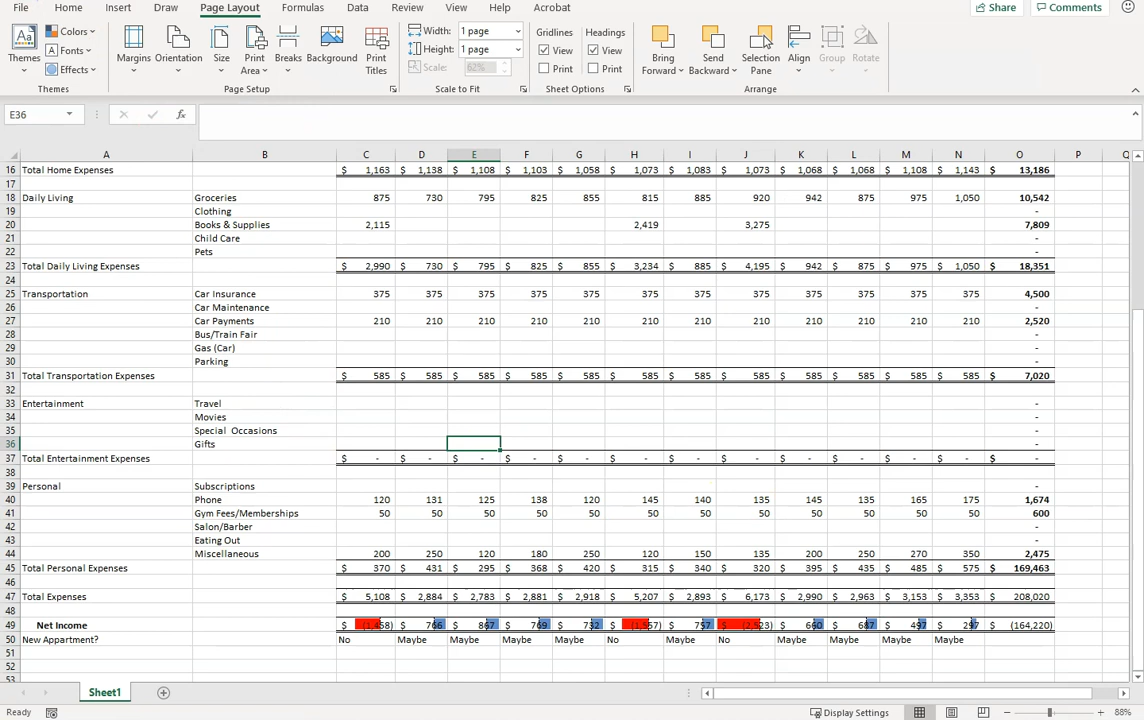 File Home Insert Draw Page Layout Formulas Data Review View Help Acrobat Share Comments
Themes Colors Fonts Effects Margins Orientation Size Print Area Breaks Background Print Titles Width: 1 page Height: 1 page Scale: 62% Gridlines View Print Headings View Print Bring Forward Send Backward Selection Pane Align Group Rotate
Themes Page Setup Scale to Fit Sheet Options Arrange
E36 fx
A B C D E F G H I J K L M N O P Q
16 Total Home Expenses $ 1,163 $ 1,138 $ 1,108 $ 1,103 $ 1,058 $ 1,073 $ 1,083 $ 1,073 $ 1,068 $ 1,068 $ 1,108 $ 1,143 $ 13,186
17
18 Daily Living Groceries 875 730 795 825 855 815 885 920 942 875 975 1,050 10,542
19 Clothing -
20 Books & Supplies 2,115 2,419 3,275 7,809
21 Child Care -
22 Pets -
23 Total Daily Living Expenses $ 2,990 $ 730 $ 795 $ 825 $ 855 $ 3,234 $ 885 $ 4,195 $ 942 $ 875 $ 975 $ 1,050 $ 18,351
24
25 Transportation Car Insurance 375 375 375 375 375 375 375 375 375 375 375 375 4,500
26 Car Maintenance -
27 Car Payments 210 210 210 210 210 210 210 210 210 210 210 210 2,520
28 Bus/Train Fair -
29 Gas (Car) -
30 Parking -
31 Total Transportation Expenses $ 585 $ 585 $ 585 $ 585 $ 585 $ 585 $ 585 $ 585 $ 585 $ 585 $ 585 $ 585 $ 7,020
32
33 Entertainment Travel -
34 Movies -
35 Special Occasions -
36 Gifts -
37 Total Entertainment Expenses $ - $ - $ - $ - $ - $ - $ - $ - $ - $ - $ - $ - $ -
38
39 Personal Subscriptions -
40 Phone 120 131 125 138 120 145 140 135 145 135 165 175 1,674
41 Gym Fees/Memberships 50 50 50 50 50 50 50 50 50 50 50 50 600
42 Salon/Barber -
43 Eating Out -
44 Miscellaneous 200 250 120 180 250 120 150 135 200 250 270 350 2,475
45 Total Personal Expenses $ 370 $ 431 $ 295 $ 368 $ 420 $ 315 $ 340 $ 320 $ 395 $ 435 $ 485 $ 575 $ 169,463
46
47 Total Expenses $ 5,108 $ 2,884 $ 2,783 $ 2,881 $ 2,918 $ 5,207 $ 2,893 $ 6,173 $ 2,990 $ 2,963 $ 3,153 $ 3,353 $ 208,020
48
49 Net Income $ (1,458) $ 766 $ 867 $ 769 $ 732 $ (1,557) $ 757 $ (2,523) $ 660 $ 687 $ 497 $ 297 $ (164,220)
50 New Appartment? No Maybe Maybe Maybe Maybe No Maybe No Maybe Maybe Maybe Maybe
51
52
53
Sheet1
Ready Display Settings 88%